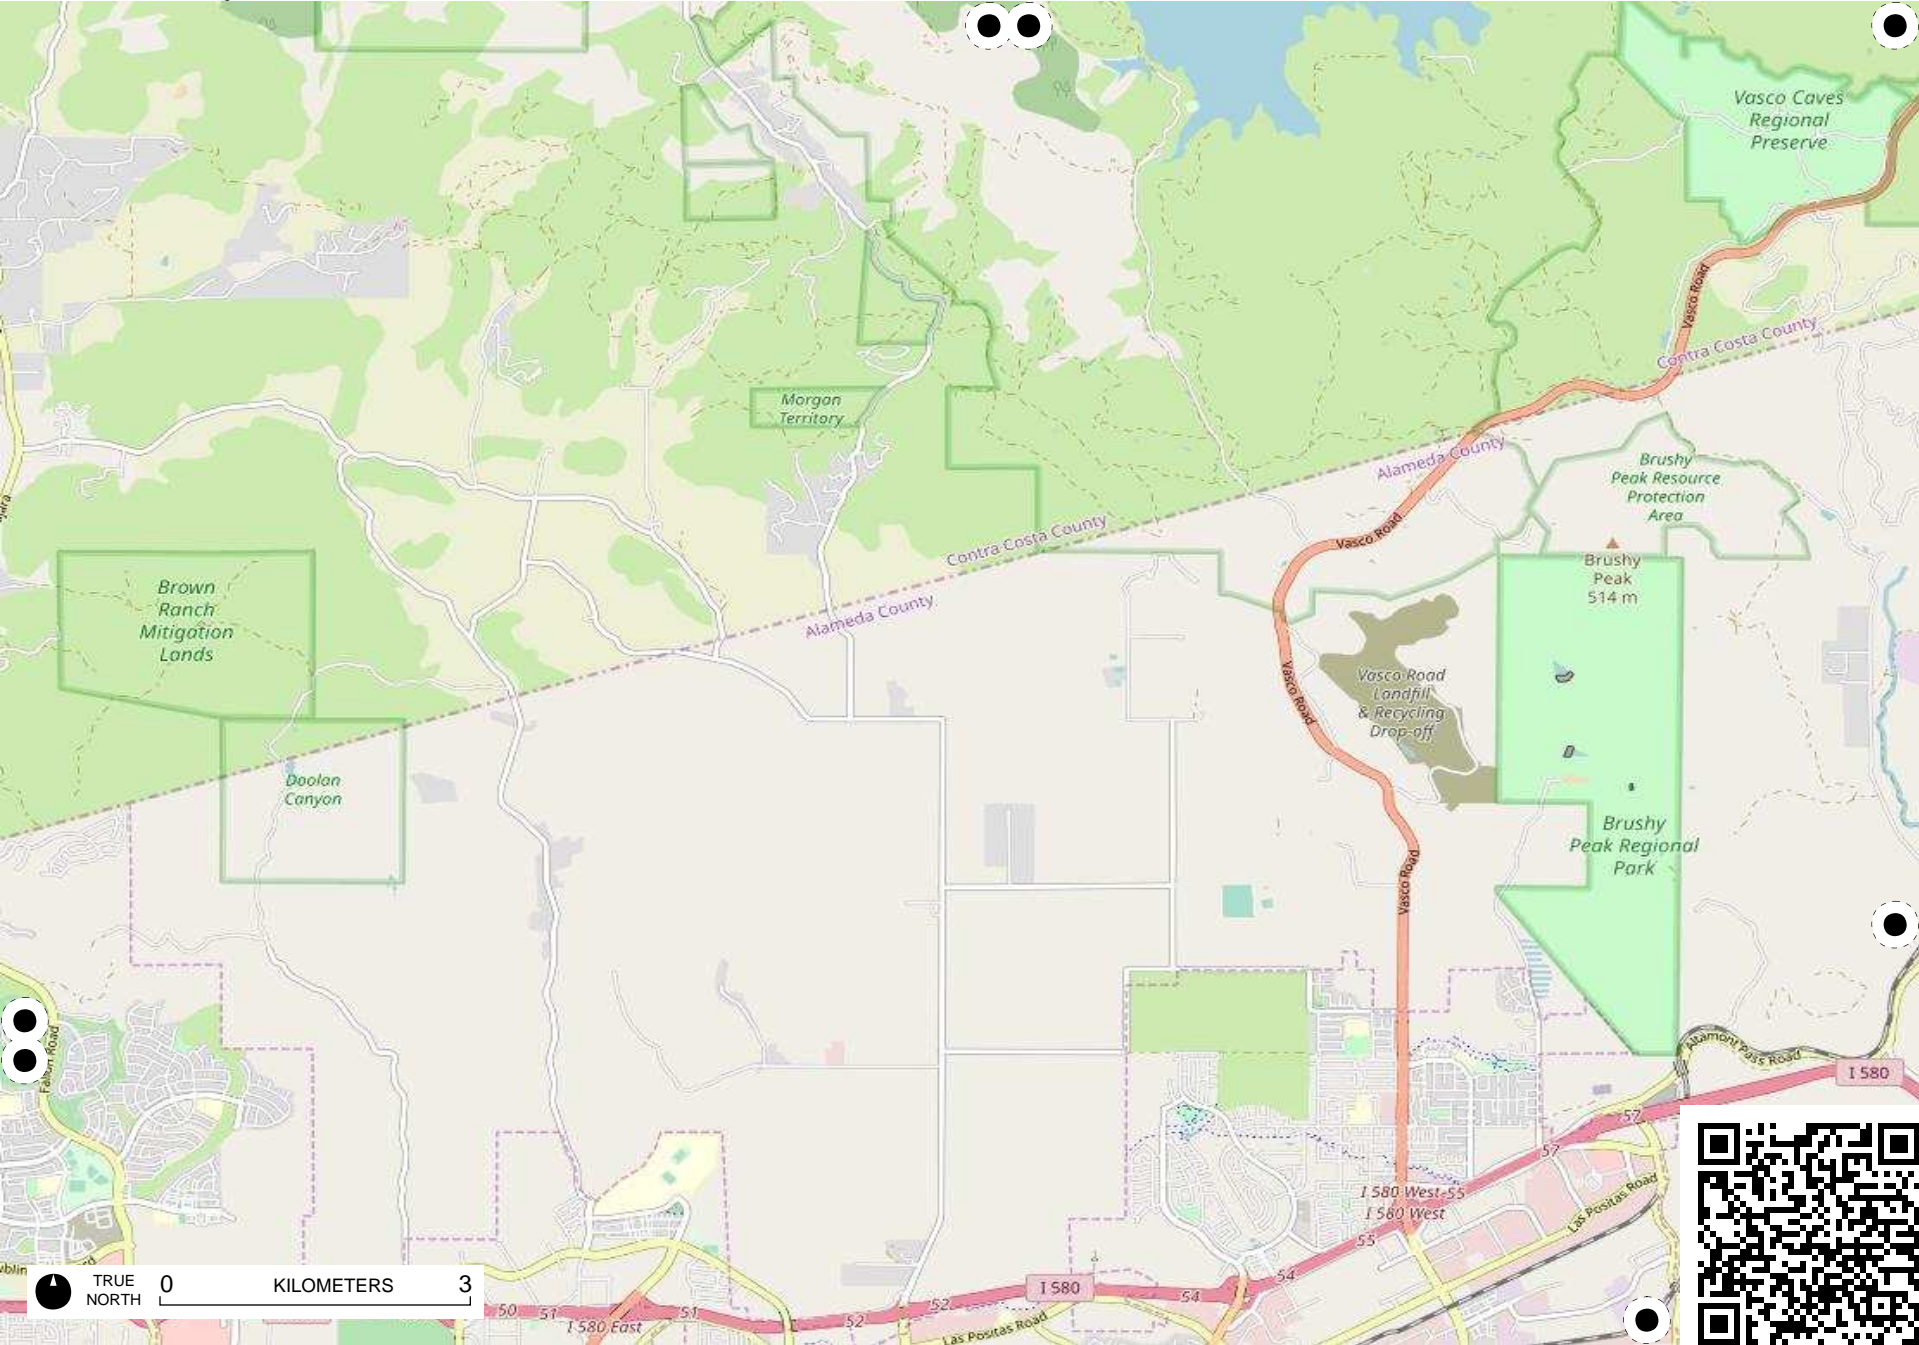 Vasco Caves
Regional
Preserve
Vasco Road
Contra Costa County
Morgan
Territory
Alameda County
Brushy
Peak Resource
Protection
Area
Vasco Road
Contra Costa County
Brushy
Peak
514 m
Brown
Ranch
Mitigation
Lands
Alameda County
Vasco Road
Vasco Road
Landfill
& Recycling
Drop-off
Doolan
Canyon
Brushy
Peak Regional
Park
Vasco Road
Fallon Road
Altamont Pass Road
I 580
57
57
I 580 West-55
I 580 West
Las Positas Road
55
54
TRUE
NORTH
0
KILOMETERS
3
I 580
54
50
51
51
52
52
I 580 East
Las Positas Road